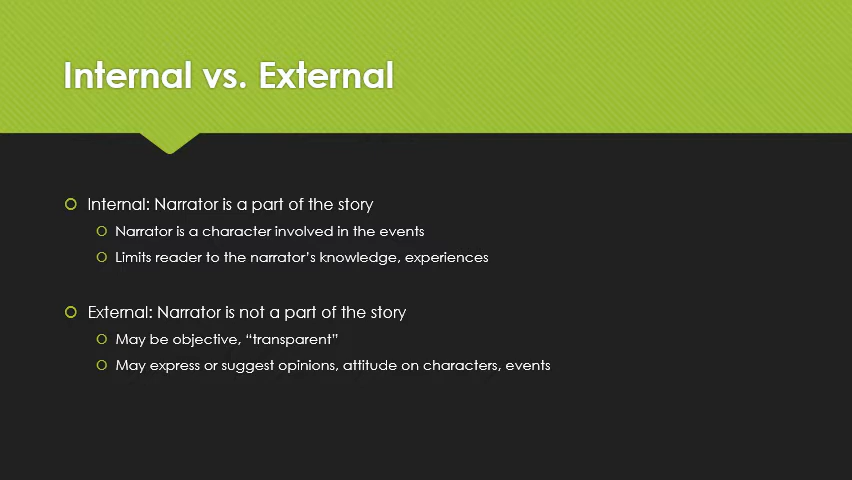 Internal vs. External
Internal: Narrator is a part of the story
Narrator is a character involved in the events
Limits reader to the narrator’s knowledge, experiences
External: Narrator is not a part of the story
May be objective, “transparent”
May express or suggest opinions, attitude on characters, events